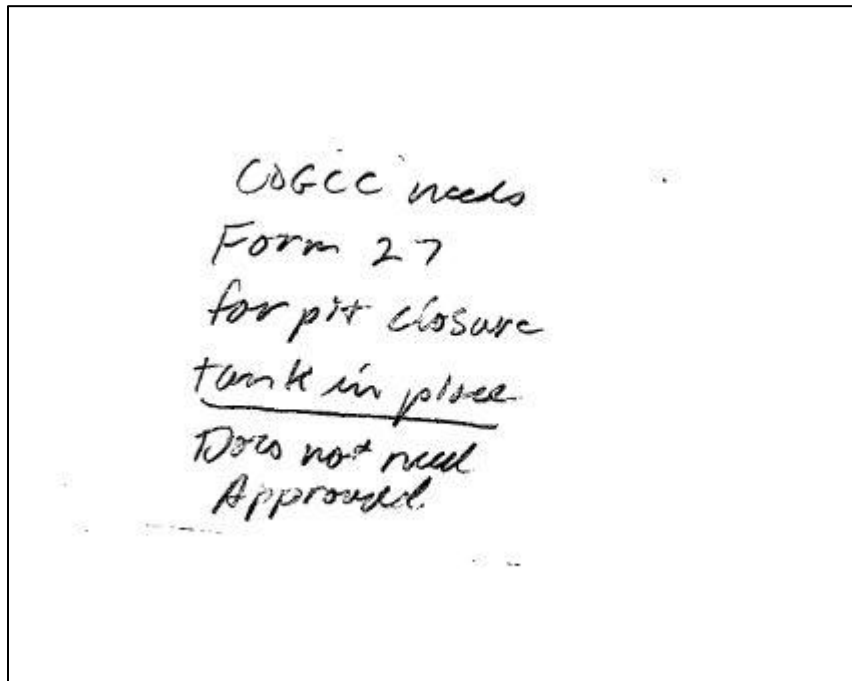 COGCC needs
Form 27
for pit closure
tank in place
Does not need
Approved.